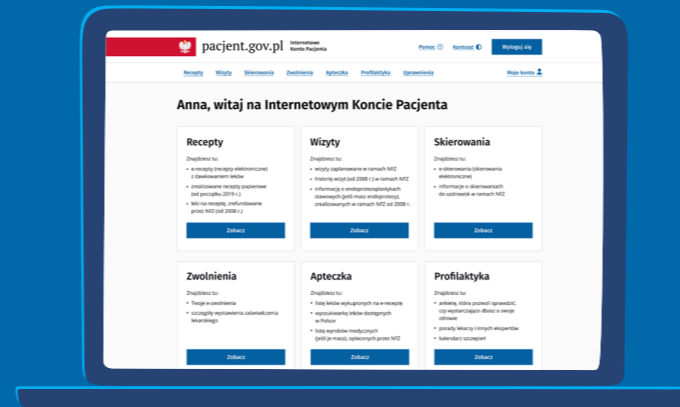 pacjent.gov.pl
Internetowe
Konto Pacjenta
Pomoc
Kontrast
Wyloguj się
Recepty Wizyty Skierowania Zwolnienia Apteczka Profilaktyka Uprawnienia Moje konto
Anna, witaj na Internetowym Koncie Pacjenta
Recepty
Znajdziesz tu:
• e-recepty (recepty elektroniczne)
z dawkowaniem leków
• zrealizowane recepty papierowe
(od początku 2019 r.)
• leki na receptę, zrefundowane
przez NFZ (od 2008 r.)
Zobacz
Wizyty
Znajdziesz tu:
• wizyty zaplanowane w ramach NFZ
• historię wizyt (od 2008 r.) w ramach NFZ
• informację o endoprotezoplastykach
stawowych (jeśli masz endoprotezy),
zrealizowanych w ramach NFZ od 2008 r.
Zobacz
Skierowania
Znajdziesz tu:
• e-skierowania (skierowania
elektroniczne)
• informacje o skierowaniach
do uzdrowisk w ramach NFZ
Zobacz
Zwolnienia
Znajdziesz tu:
• Twoje e-zwolnienia
• szczegóły wystawienia zaświadczenia
lekarskiego
Zobacz
Apteczka
Znajdziesz tu:
• listę leków wykupionych na e-receptę
• wyszukiwarkę leków dostępnych
w Polsce
• listę wyrobów medycznych
(jeśli je masz), opłaconych przez NFZ
Zobacz
Profilaktyka
Znajdziesz tu:
• ankietę, która pozwoli sprawdzić,
czy wystarczająco dbasz o swoje
zdrowie
• porady lekarzy i innych ekspertów
• kalendarz szczepień
Zobacz